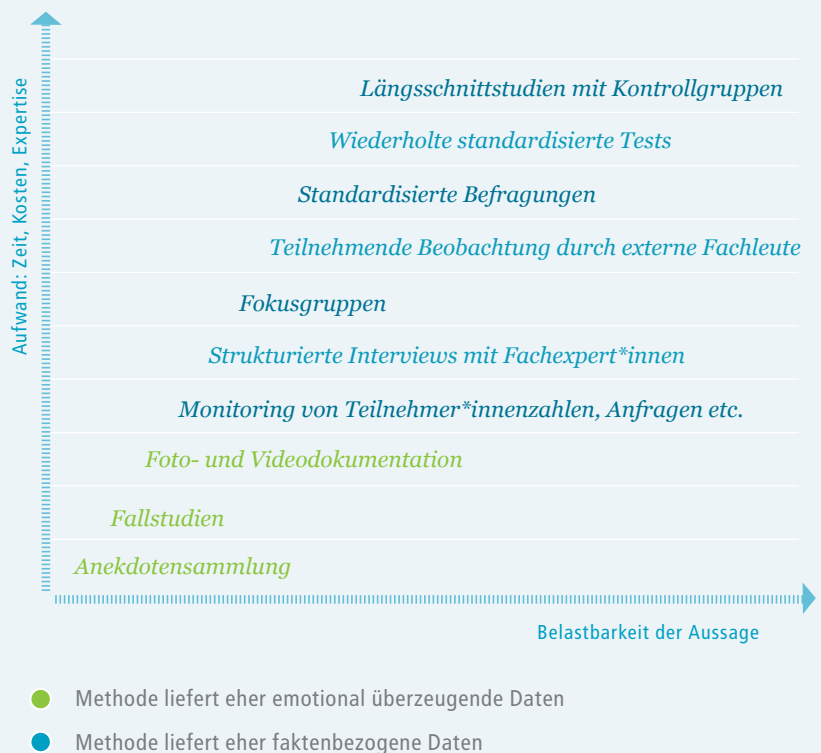 Aufwand: Zeit, Kosten, Expertise
Längsschnittstudien mit Kontrollgruppen
Wiederholte standardisierte Tests
Standardisierte Befragungen
Teilnehmende Beobachtung durch externe Fachleute
Fokusgruppen
Strukturierte Interviews mit Fachexpert*innen
Monitoring von Teilnehmer*innenzahlen, Anfragen etc.
Foto- und Videodokumentation
Fallstudien
Anekdotensammlung
Belastbarkeit der Aussage
Methode liefert eher emotional überzeugende Daten
Methode liefert eher faktenbezogene Daten